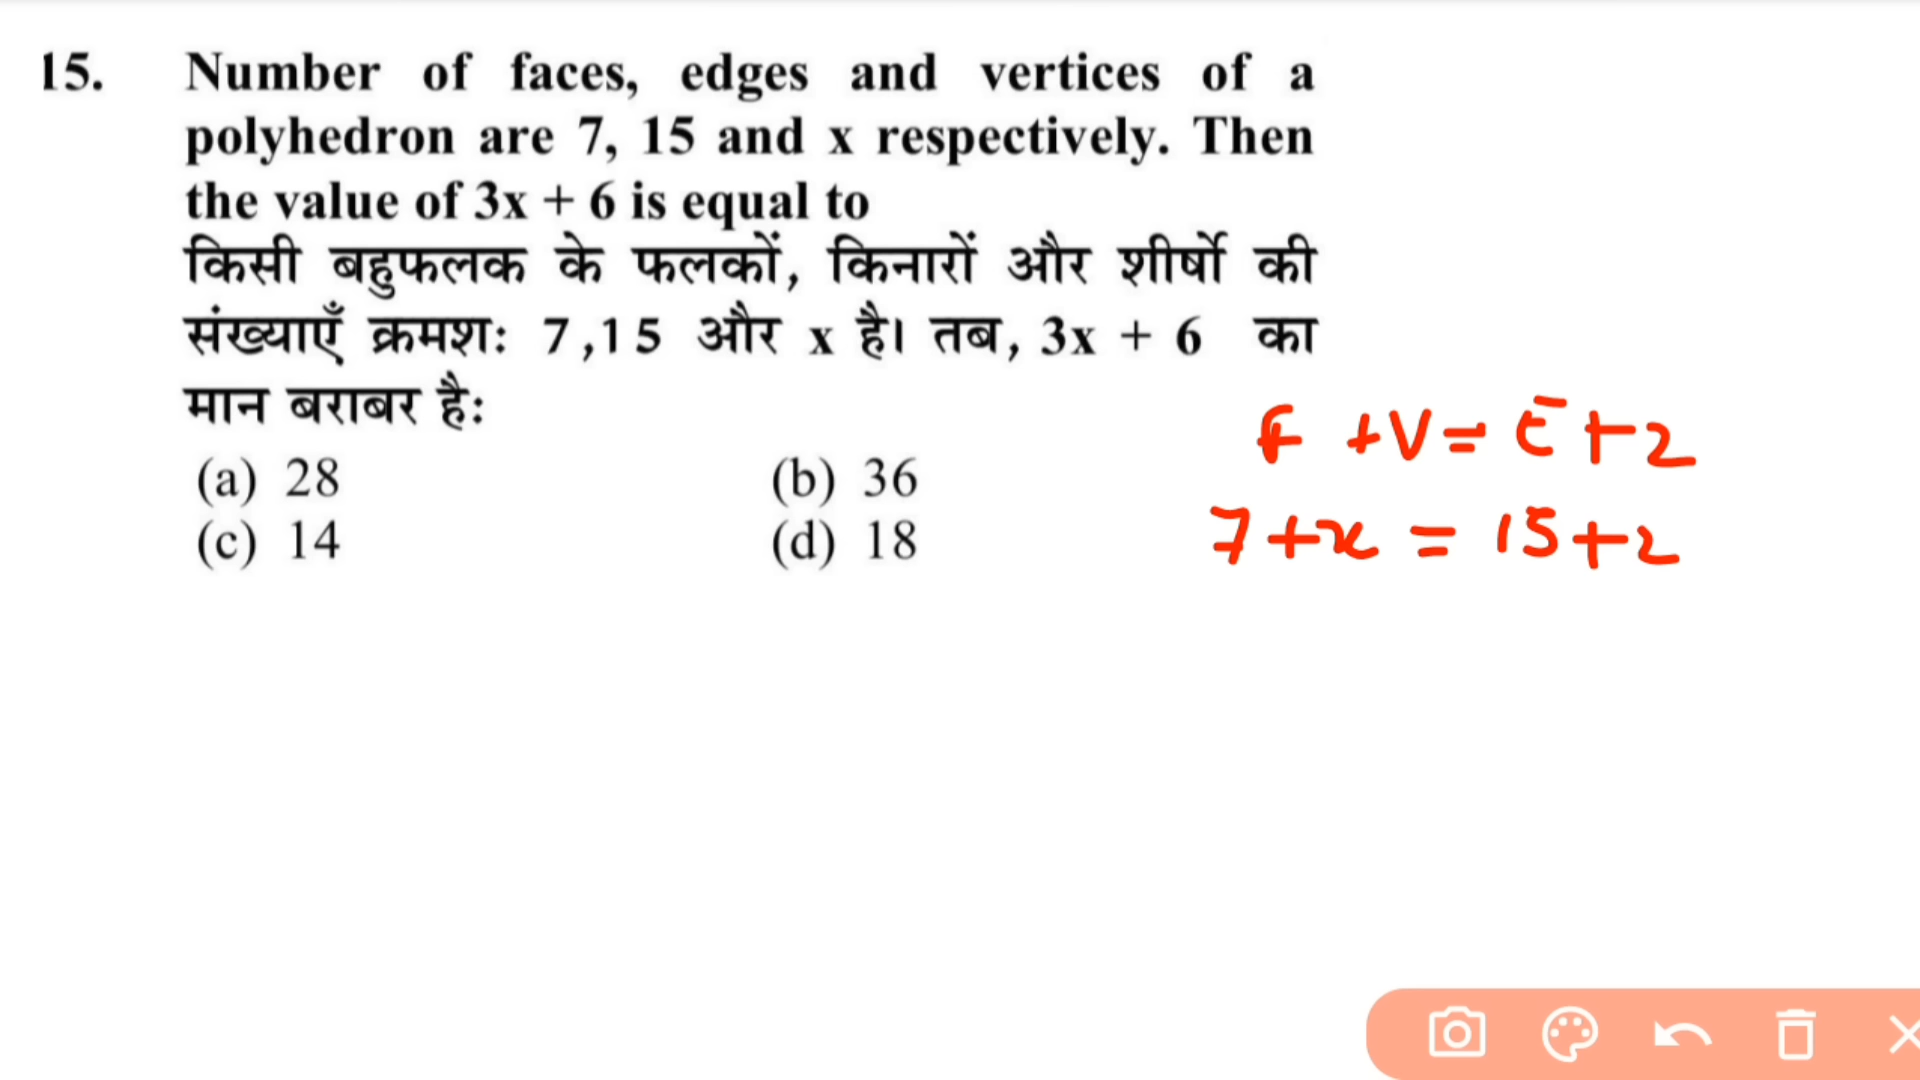 15. Number of faces, edges and vertices of a
polyhedron are 7, 15 and x respectively. Then
the value of 3x + 6 is equal to
किसी बहुफलक के फलकों, किनारों और शीर्षो की
संख्याएँ क्रमशः 7,15 और x है। तब, 3x + 6 का
मान बराबर है:
(a) 28 (b) 36
(c) 14 (d) 18
F + V = E + 2
7 + x = 15 + 2